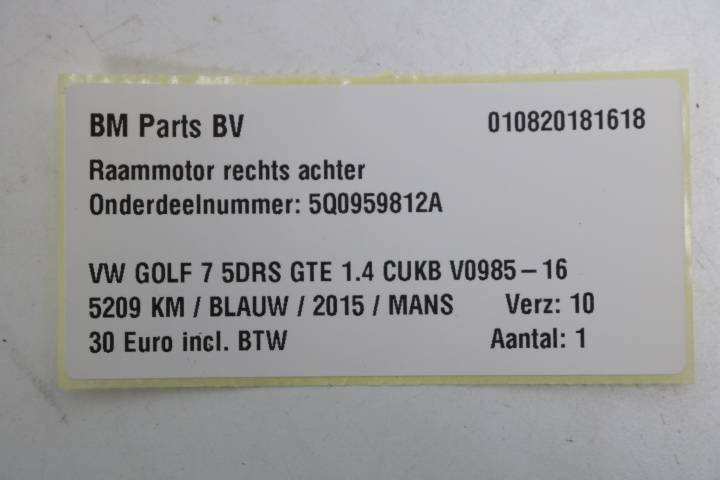 BM Parts BV 010820181618
Raammotor rechts achter
Onderdeelnummer: 5Q0959812A
VW GOLF 7 5DRS GTE 1.4 CUKB V0985-16
5209 KM / BLAUW / 2015 / MANS Verz: 10
30 Euro incl. BTW Aantal: 1